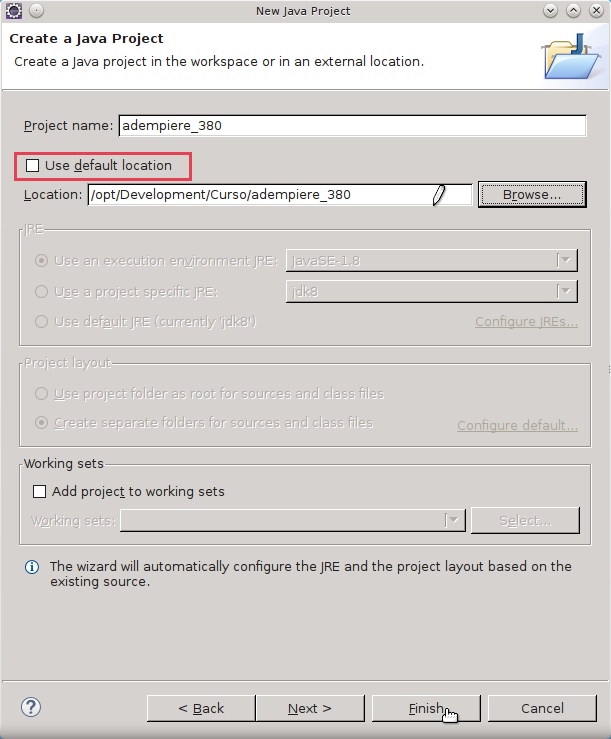 New Java Project
Create a Java Project
Create a Java project in the workspace or in an external location.
Project name: adempiere_380
Use default location
Location: /opt/Development/Curso/adempiere_380 Browse...
JRE
Use an execution environment JRE: JavaSE-1.8
Use a project specific JRE: jdk8
Use default JRE (currently 'jdk8') Configure JREs...
Project layout
Use project folder as root for sources and class files
Create separate folders for sources and class files Configure default...
Working sets
Add project to working sets
Working sets: Select...
The wizard will automatically configure the JRE and the project layout based on the
existing source.
? < Back Next > Finish Cancel